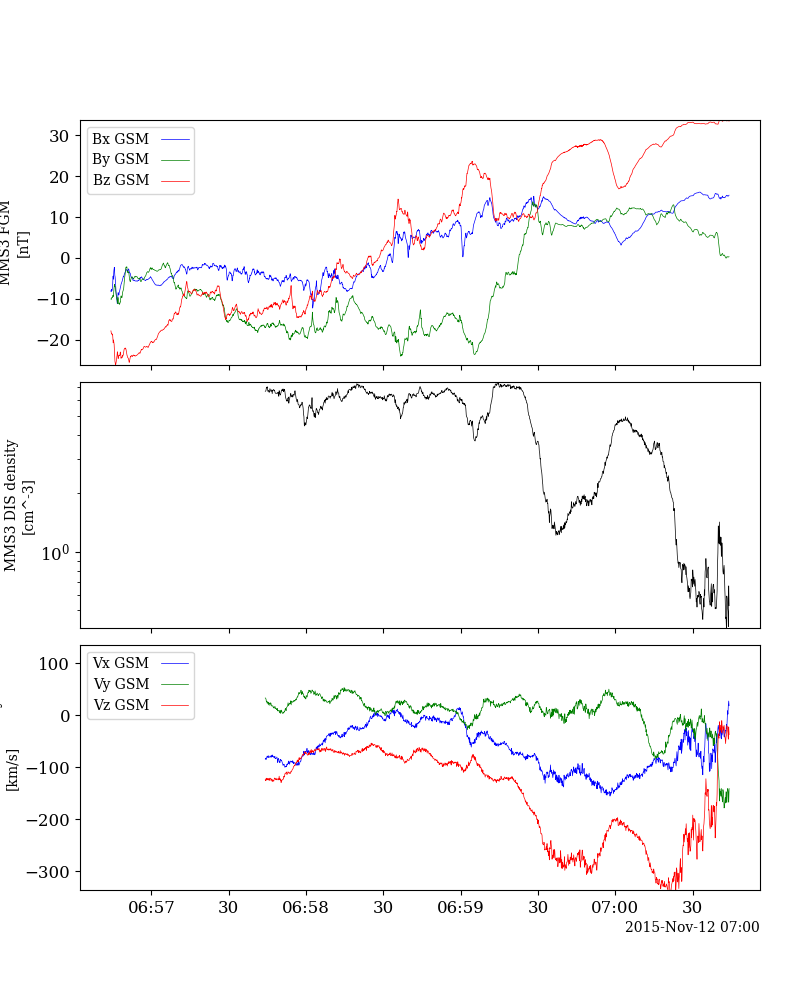 30
20
10
0
−10
−20
MMS3 FGM
[nT]
Bx GSM
By GSM
Bz GSM
10^0
MMS3 DIS density
[cm^-3]
100
0
−100
−200
−300
[km/s]
Vx GSM
Vy GSM
Vz GSM
06:57 30 06:58 30 06:59 30 07:00 30
2015-Nov-12 07:00